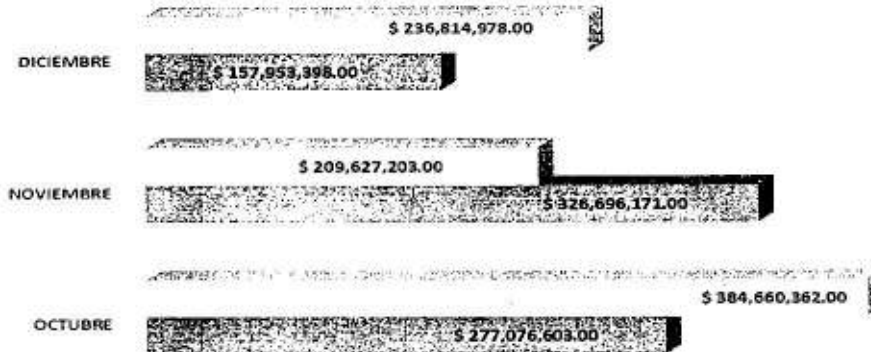 $ 236,814,978.00
DICIEMBRE
$ 157,953,398.00
$ 209,627,203.00
NOVIEMBRE
$ 326,696,171.00
$ 384,660,362.00
OCTUBRE
$ 277,076,603.00